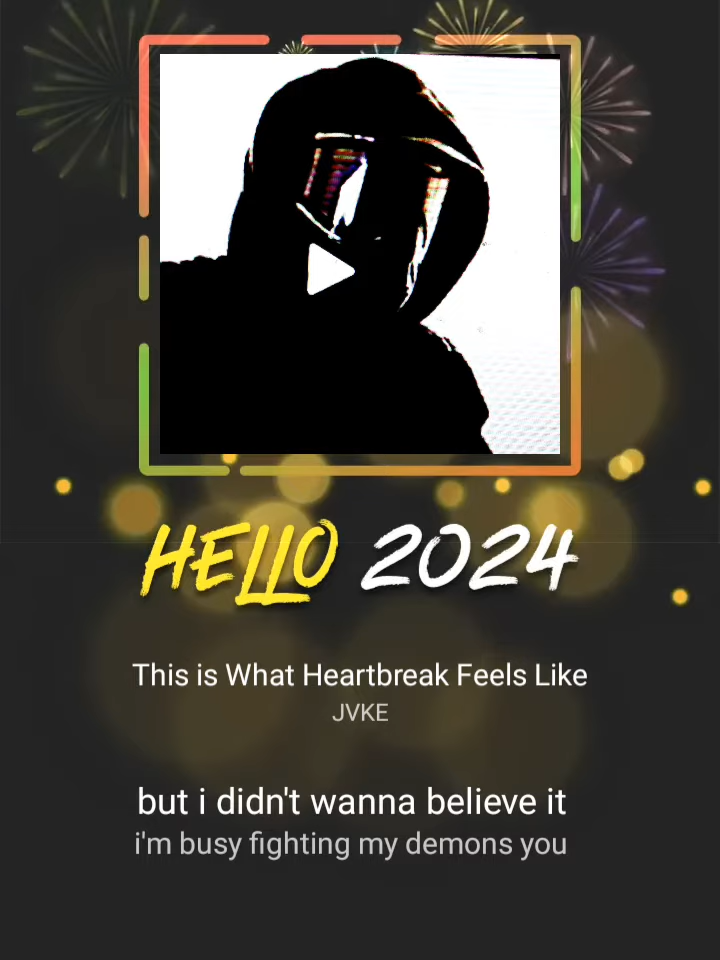 HELLO 2024
This is What Heartbreak Feels Like
JVKE
but i didn't wanna believe it
i'm busy fighting my demons you